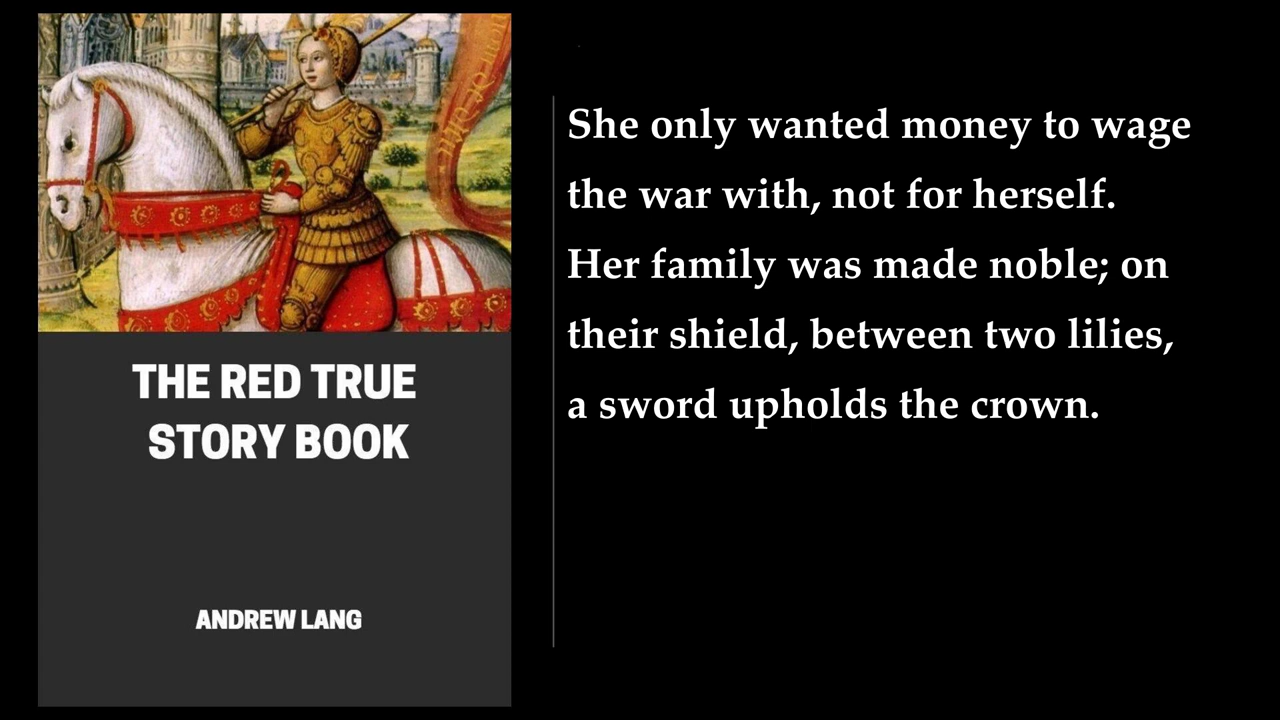 THE RED TRUE
STORY BOOK
ANDREW LANG
She only wanted money to wage
the war with, not for herself.
Her family was made noble; on
their shield, between two lilies,
a sword upholds the crown.